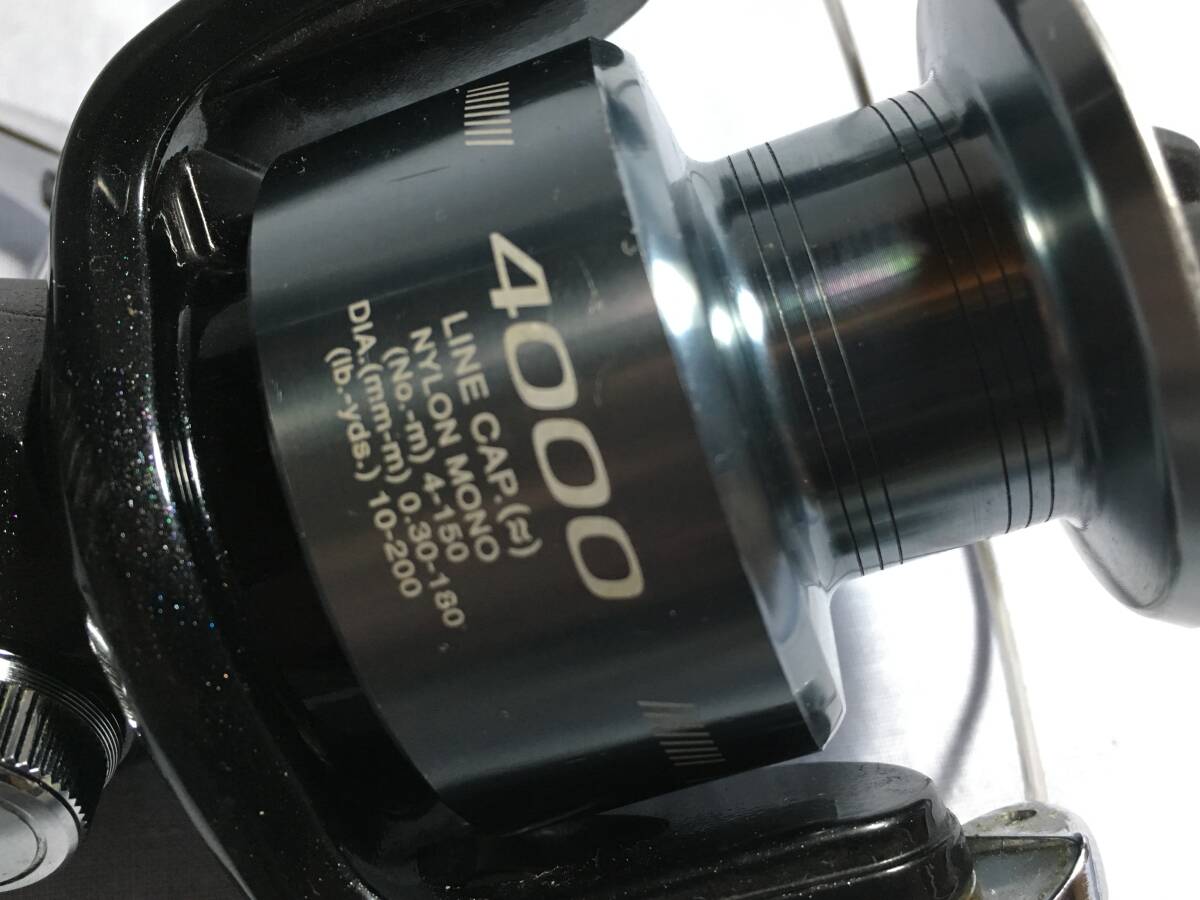 4000
LINE CAP.(≈)
NYLON MONO
(No.-m) 4-150
DIA.(mm-m) 0.30-180
(lb.-yds.) 10-200